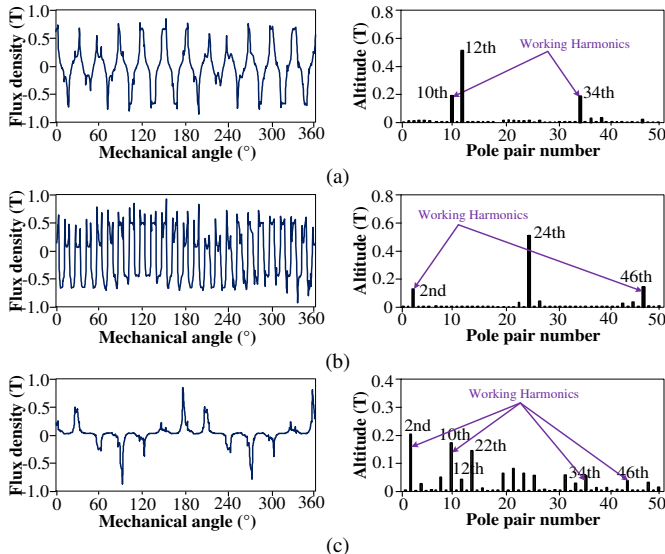 Flux density (T)
1.0
0.5
0
0.5
1.0
0 60 120 180 240 300 360
Mechanical angle (°)
Altitude (T)
0.8
0.6
0.4
0.2
0
Working Harmonics
12th
10th
34th
0 10 20 30 40 50
Pole pair number
(a)
Flux density (T)
1.0
0.5
0
-0.5
1.0
0 60 120 180 240 300 360
Mechanical angle (°)
Altitude (T)
0.8
0.6
0.4
0.2
0
Working Harmonics
24th
46th
2nd
0 10 20 30 40 50
Pole pair number
(b)
Flux density (T)
1.0
0.5
0
-0.5
1.0
0 60 120 180 240 300 360
Mechanical angle (°)
Altitude (T)
0.4
0.3
0.2
0.1
0
Working Harmonics
2nd
10th
22th
12th
34th
46th
0 10 20 30 40 50
Pole pair number
(c)